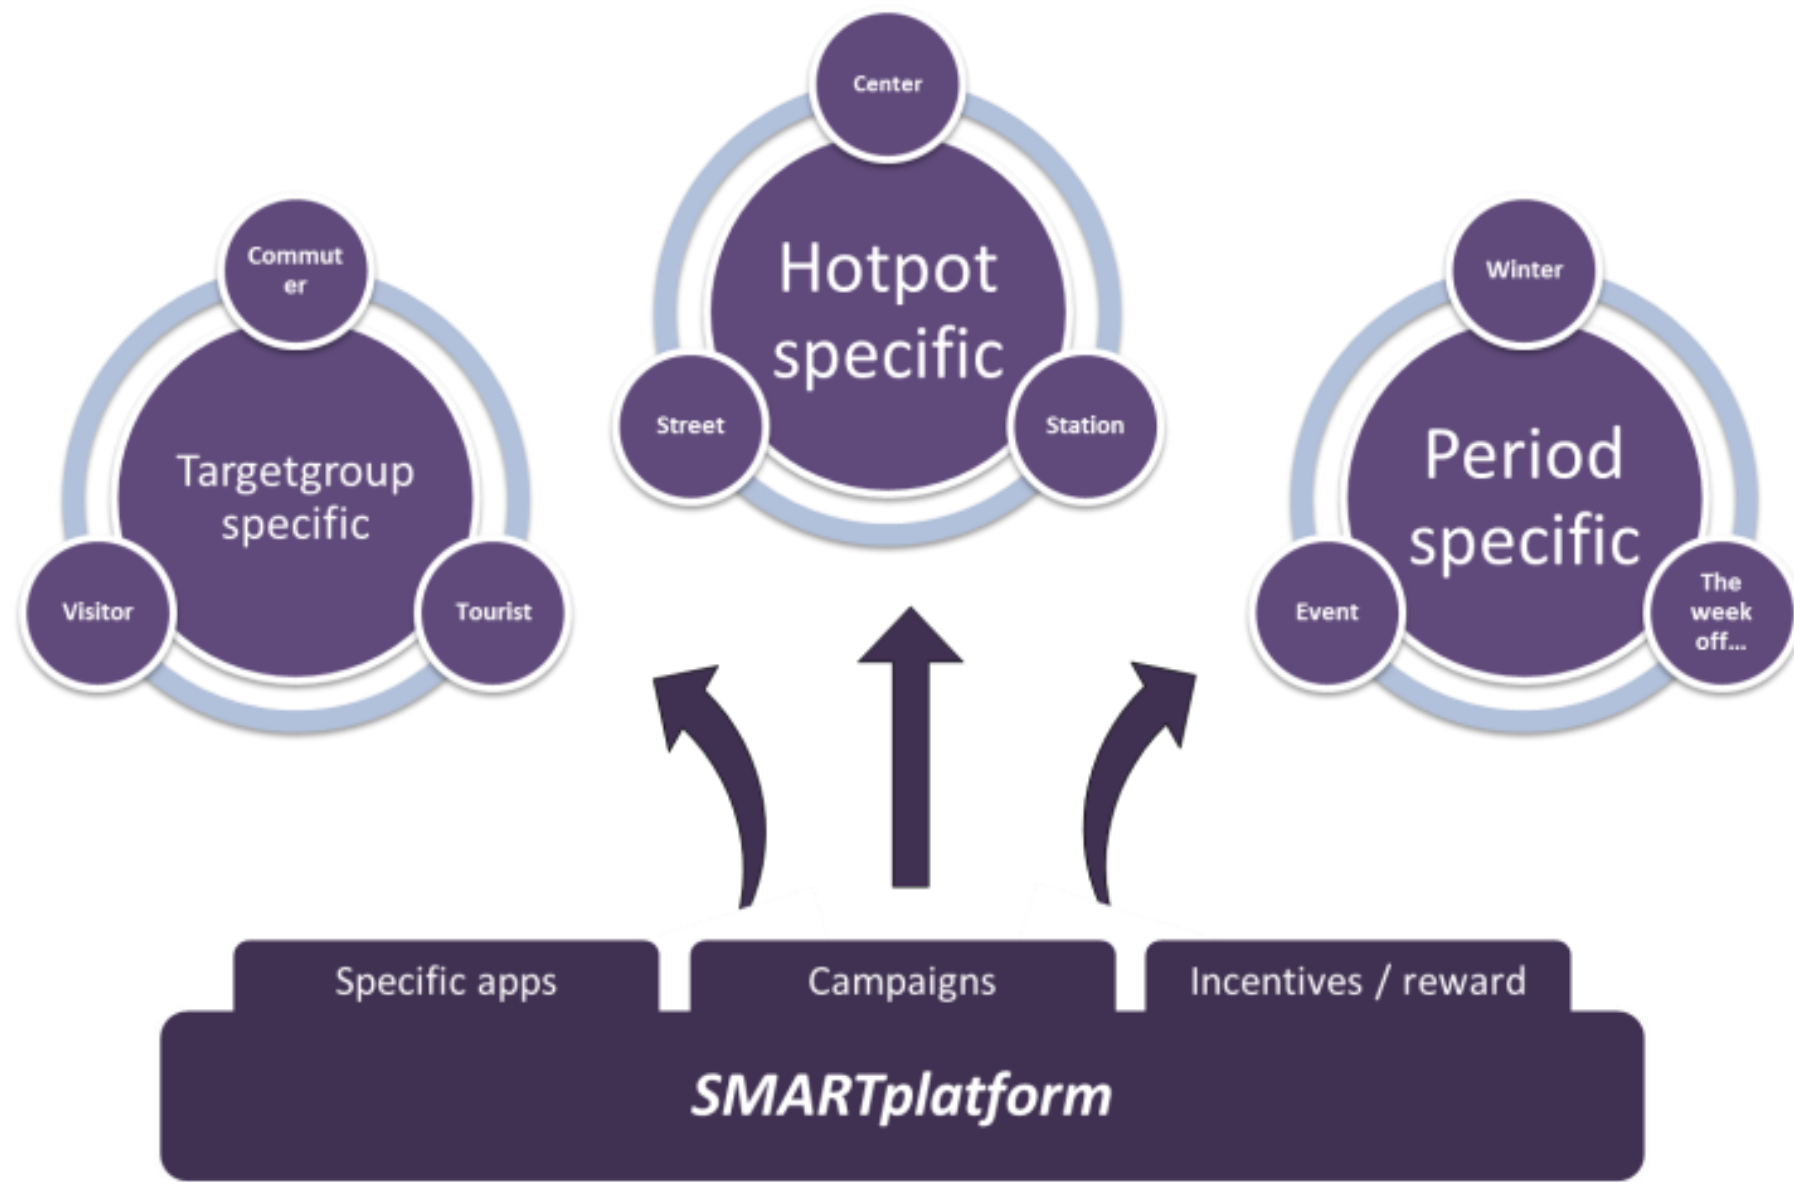 Center
Hotpot
specific
Street
Station
Commut
er
Targetgroup
specific
Visitor
Tourist
Winter
Period
specific
Event
The
week
off...
Specific apps
Campaigns
Incentives / reward
SMARTplatform